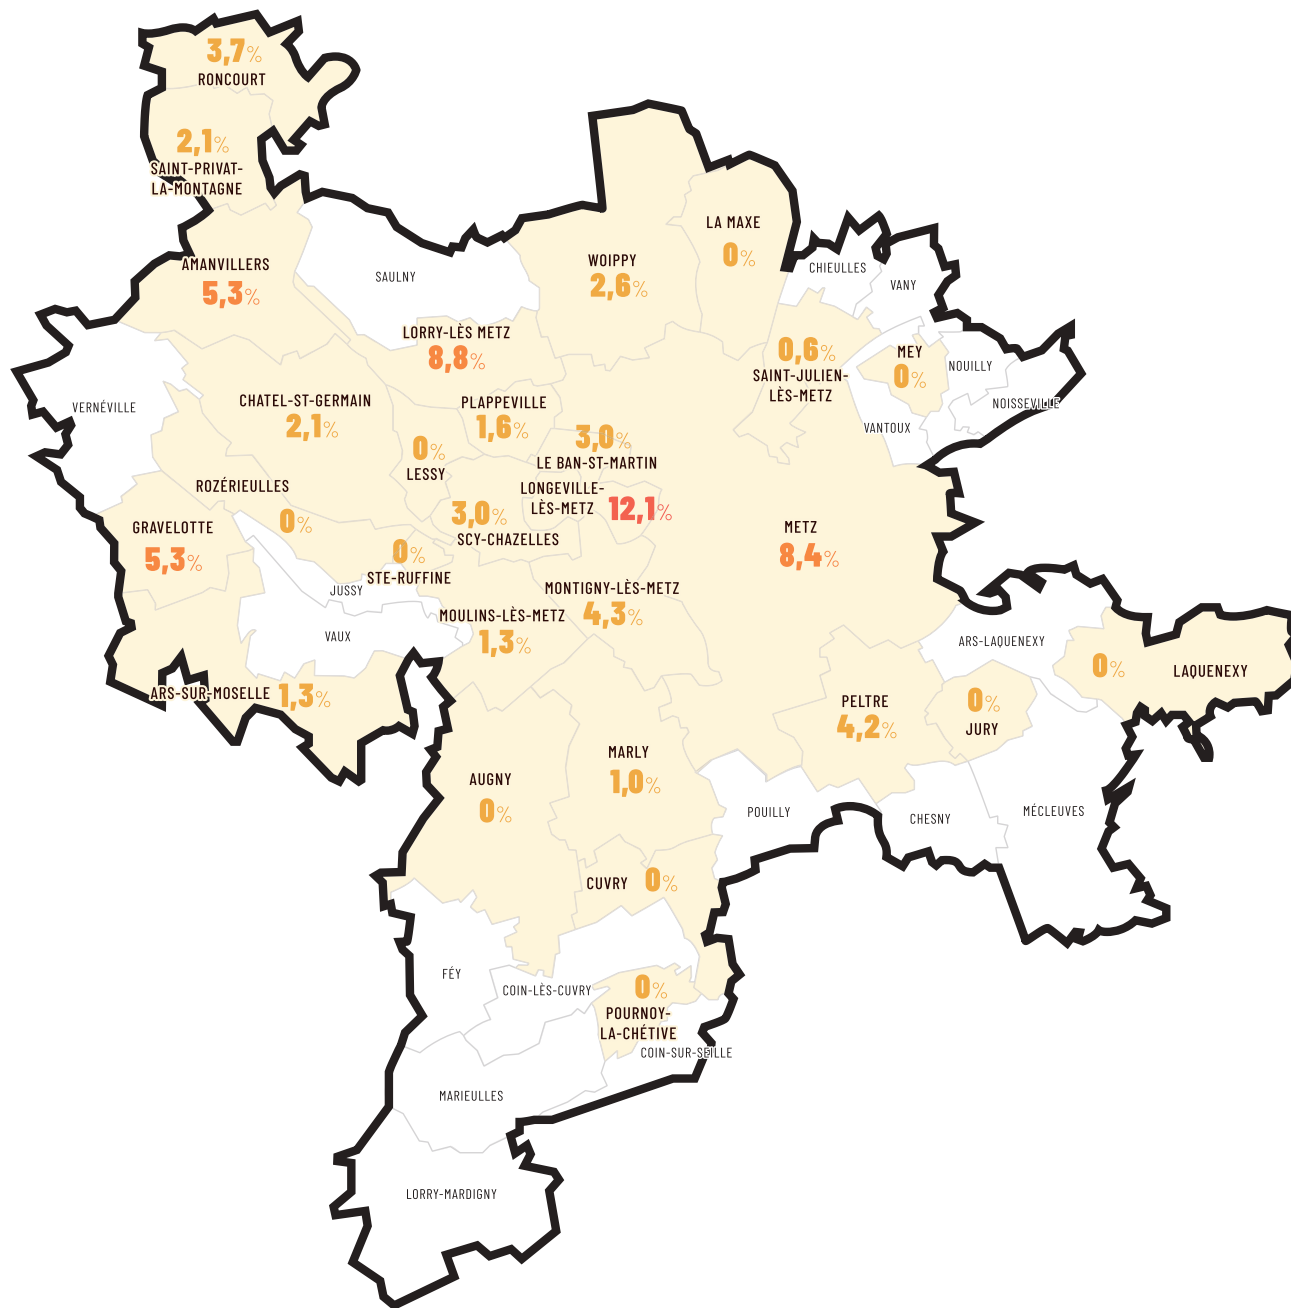 3,7%
RONCOURT
2,1%
SAINT-PRIVAT-
LA-MONTAGNE
AMANVILLERS
5,3%
SAULNY
WOIPPY
2,6%
LA MAXE
0%
CHIEULLES
VANY
LORRY-LÈS METZ
8,8%
0,6%
SAINT-JULIEN-
LÈS-METZ
MEY
0%
NOUILLY
NOISSEVILLE
VANTOUX
VERNÉVILLE
CHATEL-ST-GERMAIN
2,1%
PLAPPEVILLE
1,6%
0%
LESSY
3,0%
LE BAN-ST-MARTIN
LONGEVILLE-
LÈS-METZ
12,1%
ROZÉRIEULLES
0%
3,0%
SCY-CHAZELLES
METZ
8,4%
GRAVELOTTE
5,3%
0%
STE-RUFFINE
JUSSY
VAUX
MONTIGNY-LÈS-METZ
4,3%
MOULINS-LÈS-METZ
1,3%
ARS-LAQUENEXY
0%
LAQUENEXY
ARS-SUR-MOSELLE
1,3%
PELTRE
4,2%
0%
JURY
AUGNY
0%
MARLY
1,0%
POUILLY
CHESNY
MÉCLEUVES
CUVRY
0%
FÉY
COIN-LÈS-CUVRY
0%
POURNOY-
LA-CHÉTIVE
COIN-SUR-SEILLE
MARIEULLES
LORRY-MARDIGNY